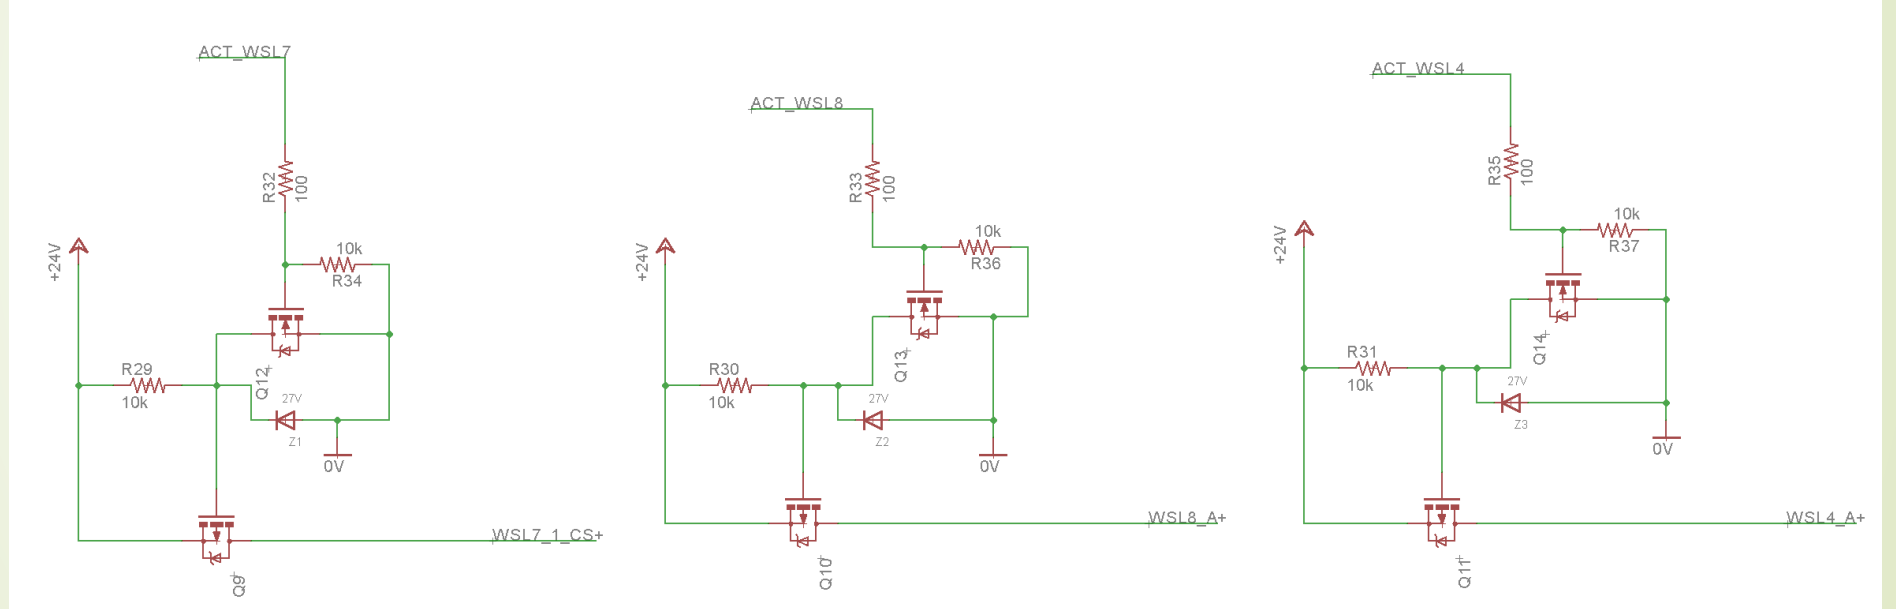 ACT_WSL7
R32
100
+24V
10k
R34
R29
10k
Q12
27V
Z1
0V
WSL7_1_CS+
Q9
ACT_WSL8
R33
100
+24V
10k
R36
R30
10k
Q13
27V
Z2
0V
WSL8_A+
Q10
ACT_WSL4
R35
100
+24V
10k
R37
R31
10k
Q14
27V
Z3
0V
WSL4_A+
Q11